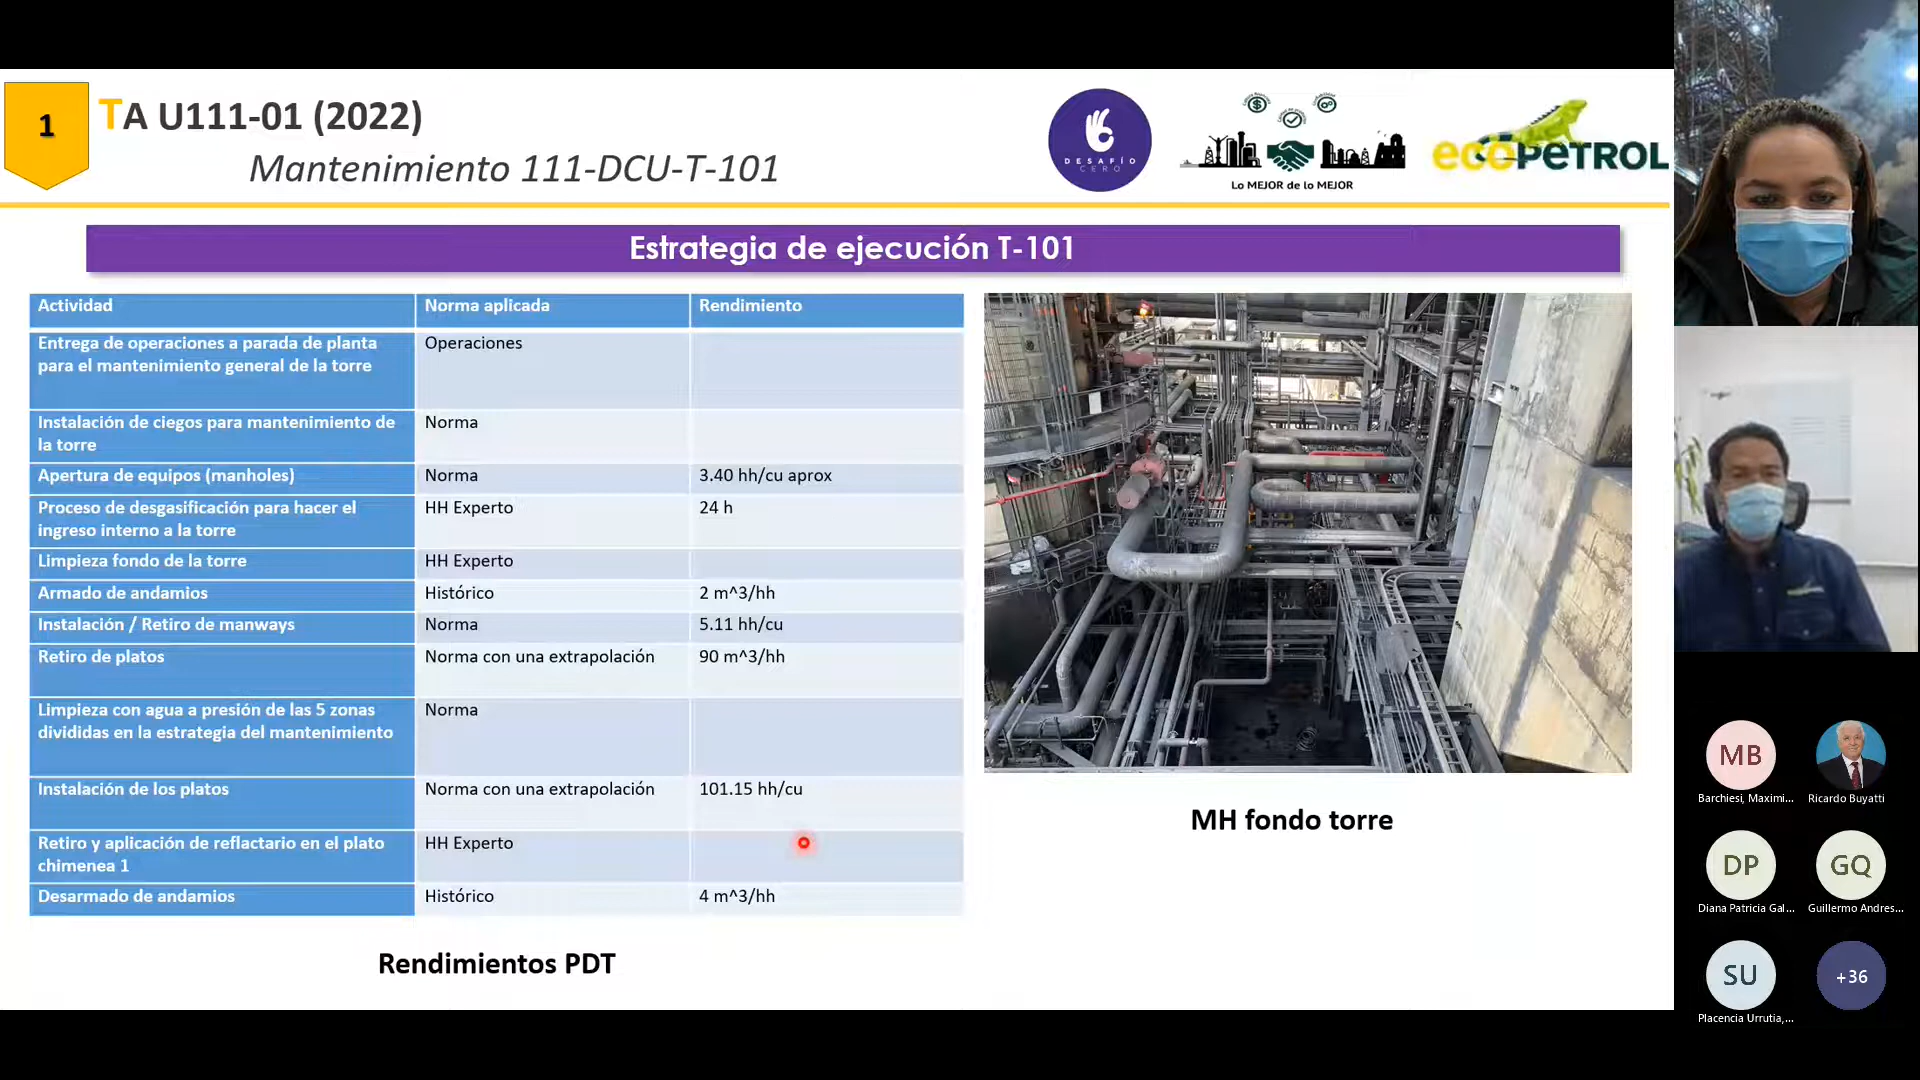 1
TA U111-01 (2022)
Mantenimiento 111-DCU-T-101
DESAFÍO
CERO
Lo MEJOR de lo MEJOR
ecoPETROL
Estrategia de ejecución T-101
Actividad Norma aplicada Rendimiento
Entrega de operaciones a parada de planta
para el mantenimiento general de la torre
Operaciones
Instalación de ciegos para mantenimiento de
la torre
Norma
Apertura de equipos (manholes) Norma 3.40 hh/cu aprox
Proceso de desgasificación para hacer el
ingreso interno a la torre
HH Experto 24 h
Limpieza fondo de la torre HH Experto
Armado de andamios Histórico 2 m^3/hh
Instalación / Retiro de manways Norma 5.11 hh/cu
Retiro de platos Norma con una extrapolación 90 m^3/hh
Limpieza con agua a presión de las 5 zonas
divididas en la estrategia del mantenimiento
Norma
Instalación de los platos Norma con una extrapolación 101.15 hh/cu
Retiro y aplicación de reflactario en el plato
chimenea 1
HH Experto
Desarmado de andamios Histórico 4 m^3/hh
Rendimientos PDT
MH fondo torre
MB
Barchiesi, Maximi...
Ricardo Buyatti
DP
Diana Patricia Gal...
GQ
Guillermo Andres...
SU
Placencia Urrutia,...
+36